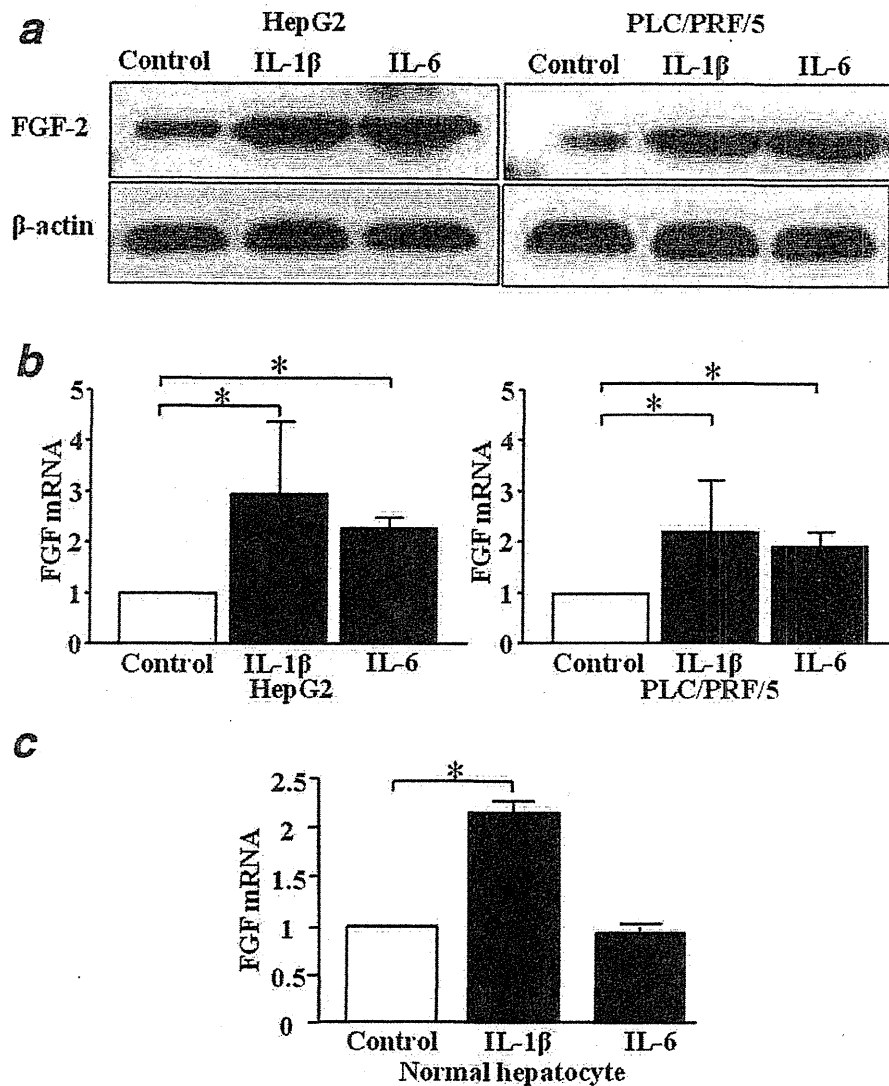 a
HepG2 PLC/PRF/5
Control IL-1β IL-6 Control IL-1β IL-6
FGF-2
β-actin
b
* *
* *
5 5
4 4
3 3
2 2
1 1
0 0
FGF mRNA FGF mRNA
Control IL-1β IL-6 Control IL-1β IL-6
HepG2 PLC/PRF/5
c
*
2.5
2
1.5
1
0.5
0
FGF mRNA
Control IL-1β IL-6
Normal hepatocyte